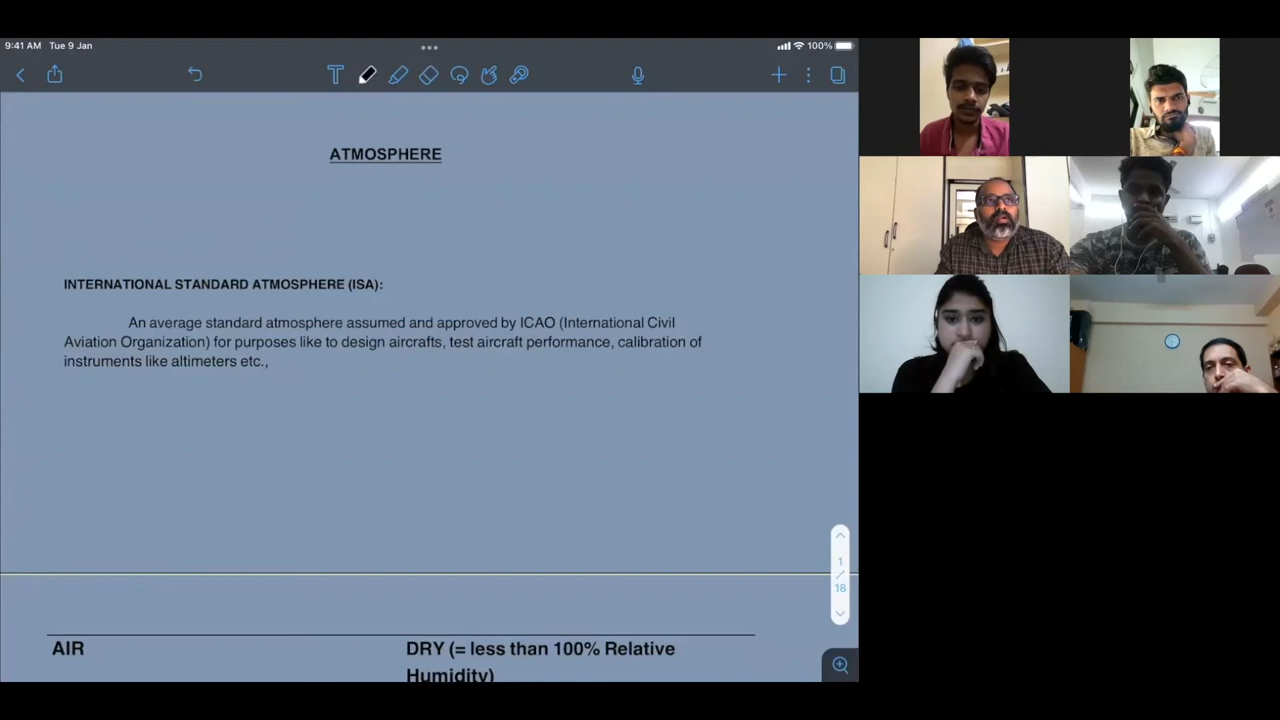 9:41 AM Tue 9 Jan
100%
T
ATMOSPHERE
INTERNATIONAL STANDARD ATMOSPHERE (ISA):
An average standard atmosphere assumed and approved by ICAO (International Civil
Aviation Organization) for purposes like to design aircrafts, test aircraft performance, calibration of
instruments like altimeters etc.,
1
/
18
AIR DRY (= less than 100% Relative
Humidity)